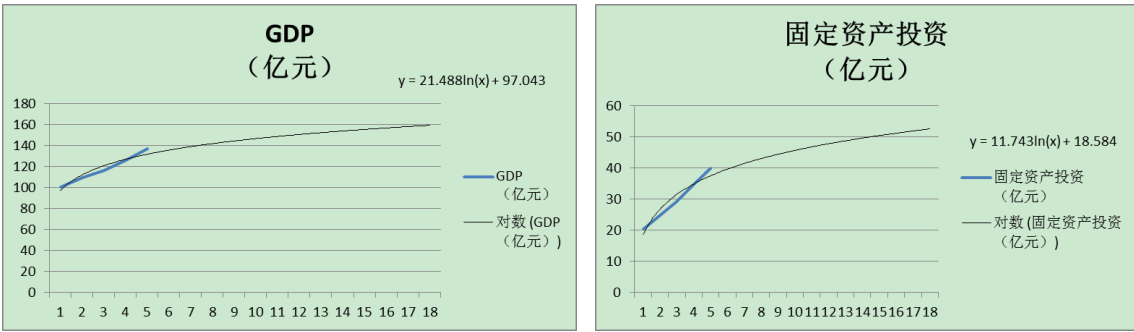 GDP
（亿元）
y = 21.488ln(x) + 97.043
180
160
140
120
100
80
60
40
20
0
1 2 3 4 5 6 7 8 9 10 11 12 13 14 15 16 17 18
GDP
（亿元）
对数 (GDP
（亿元）)
固定资产投资
（亿元）
y = 11.743ln(x) + 18.584
60
50
40
30
20
10
0
1 2 3 4 5 6 7 8 9 10 11 12 13 14 15 16 17 18
固定资产投资
（亿元）
对数 (固定资产投资
（亿元）)